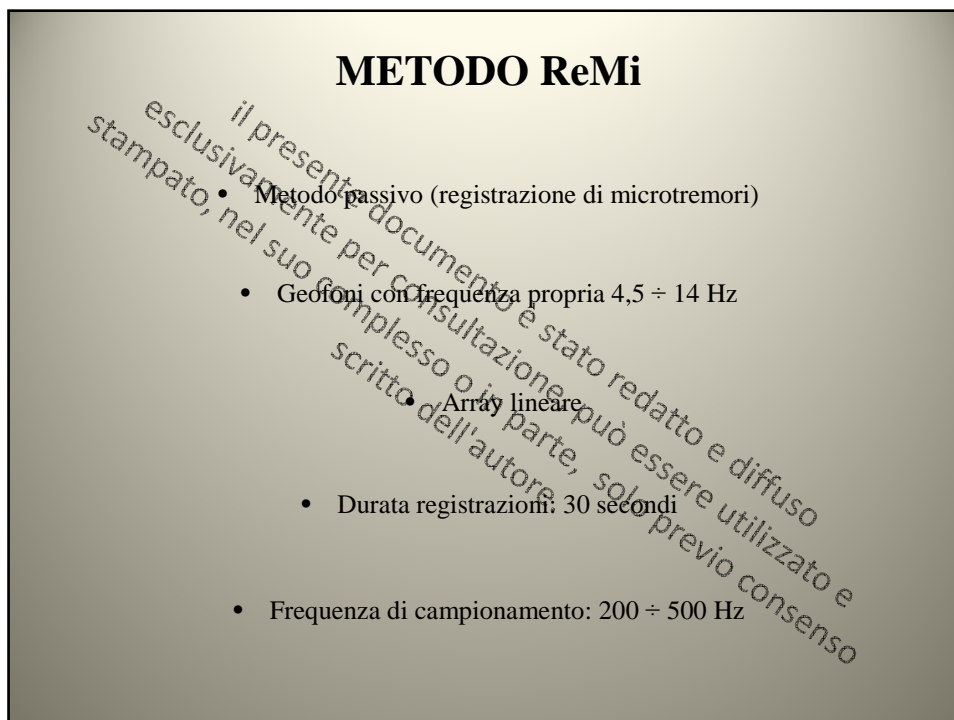 METODO ReMi
• Metodo passivo (registrazione di microtremori)
• Geofoni con frequenza propria 4,5 ÷ 14 Hz
• Array lineare
• Durata registrazioni: 30 secondi
• Frequenza di campionamento: 200 ÷ 500 Hz
il presente documento è stato redatto e diffuso
esclusivamente per consultazione, può essere utilizzato e
stampato, nel suo complesso o in parte, solo previo consenso
scritto dell'autore.